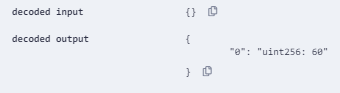 decoded input {}
decoded output {
"0": "uint256: 60"
}